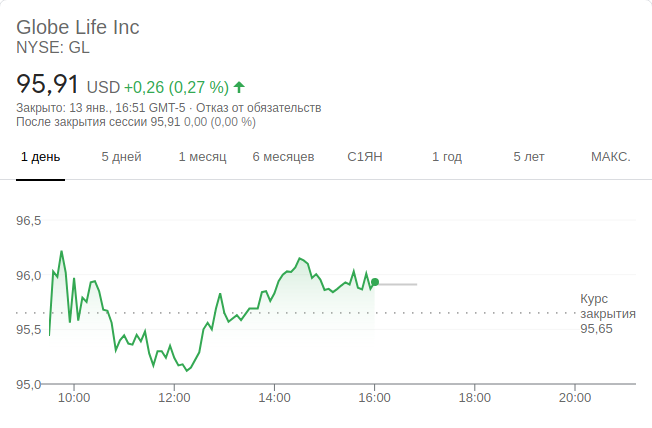 Globe Life Inc
NYSE: GL
95,91 USD +0,26 (0,27 %)
Закрыто: 13 янв., 16:51 GMT-5 · Отказ от обязательств
После закрытия сессии 95,91 0,00 (0,00 %)
1 день 5 дней 1 месяц 6 месяцев С1ЯН 1 год 5 лет МАКС.
96,5
96,0
Курс
закрытия
95,5 95,65
95,0
10:00 12:00 14:00 16:00 18:00 20:00